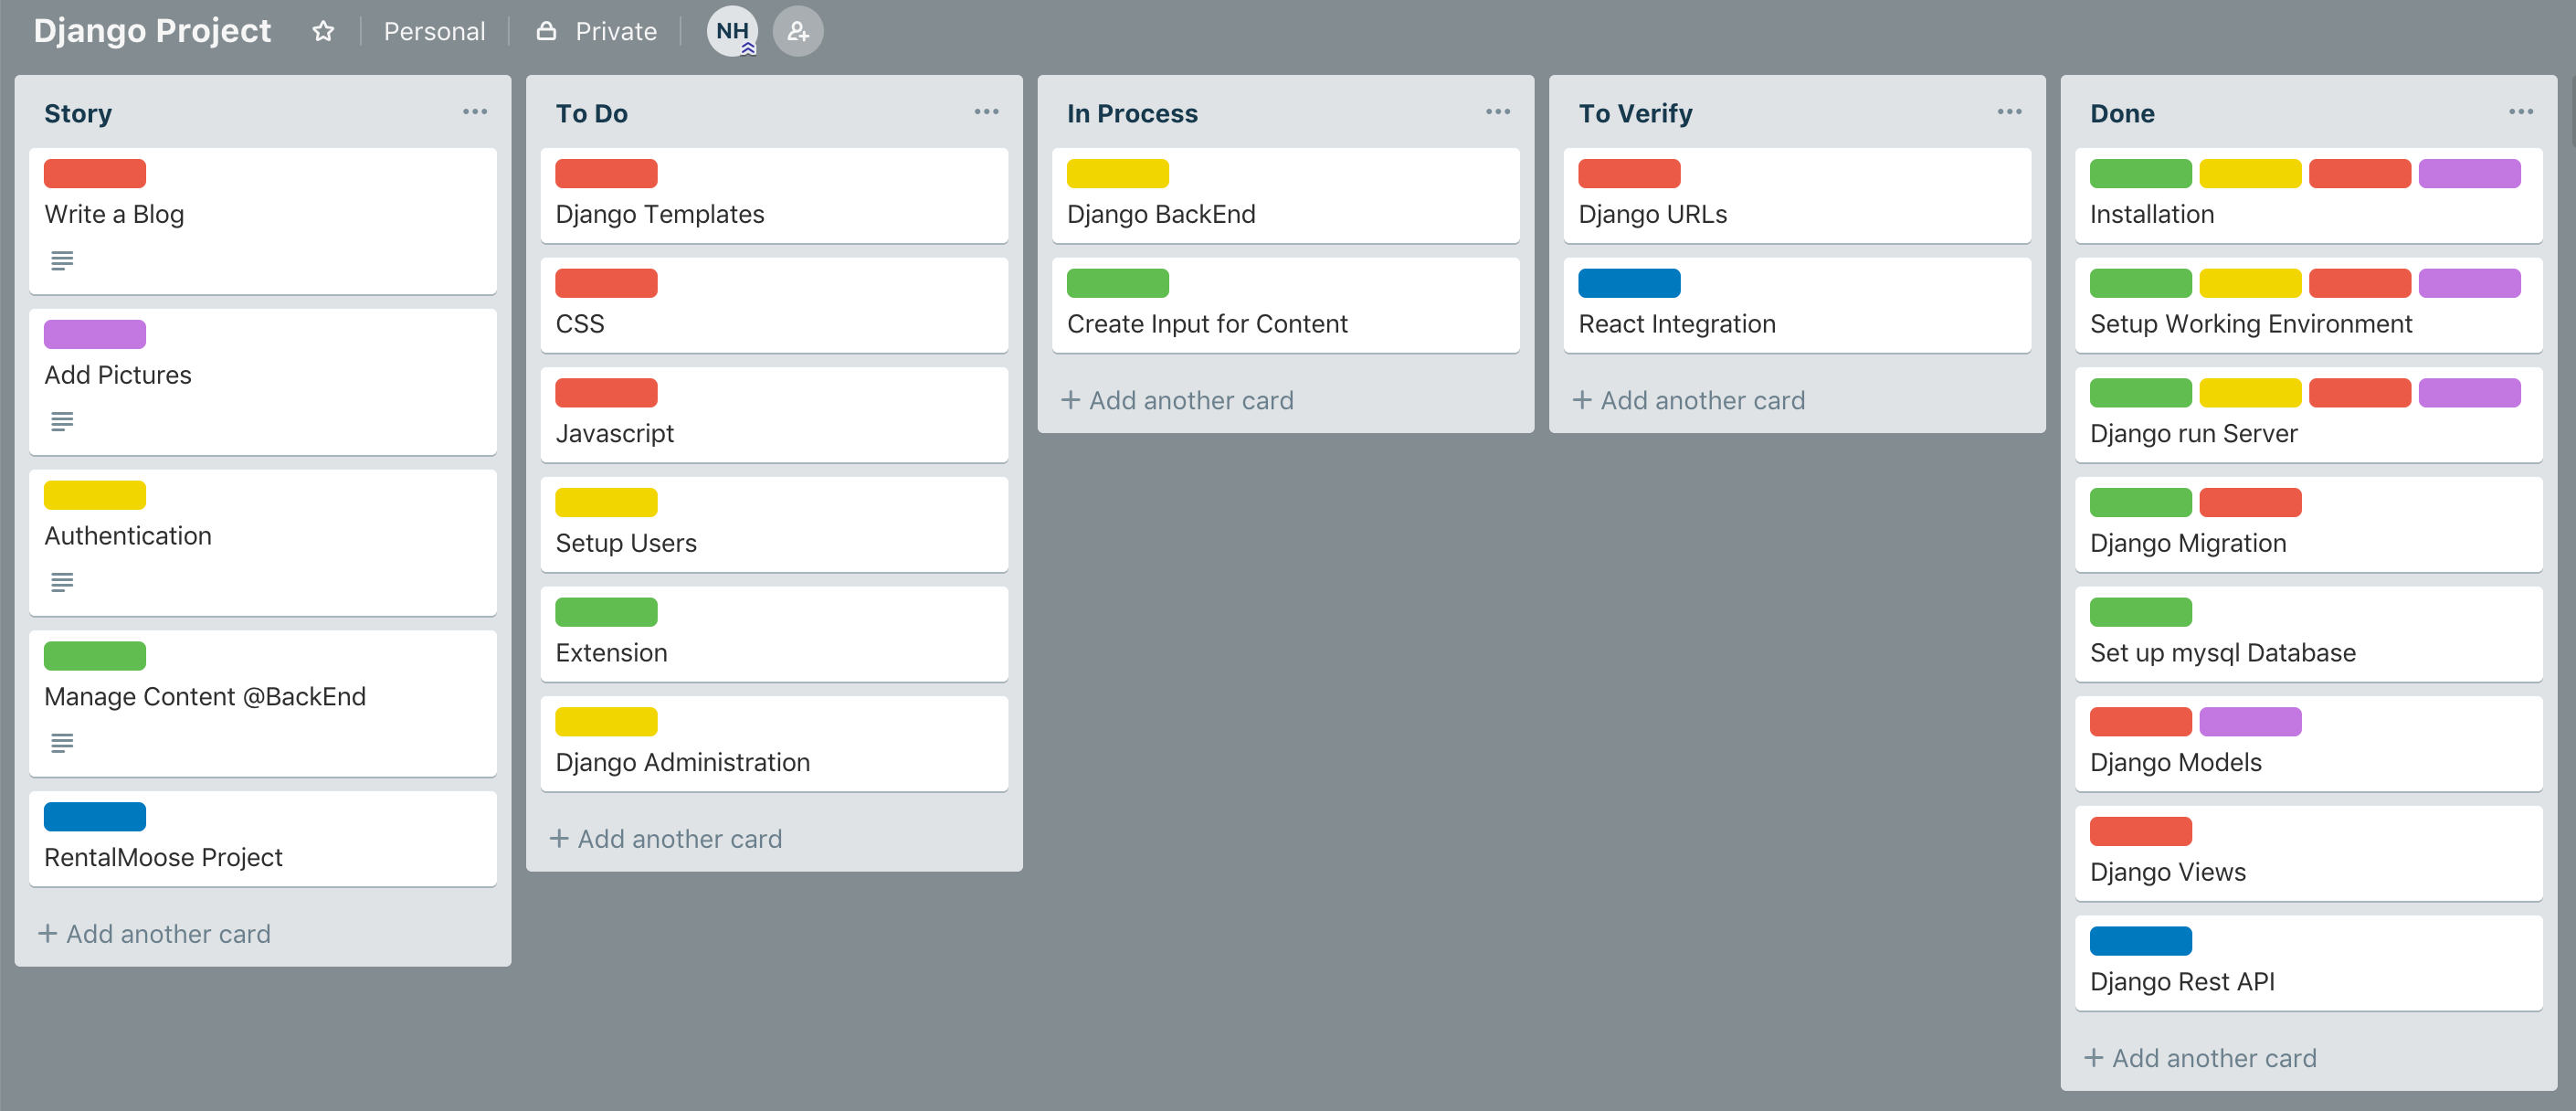 Django Project
Personal
Private
NH
Story
Write a Blog
Add Pictures
Authentication
Manage Content @BackEnd
RentalMoose Project
+ Add another card
To Do
Django Templates
CSS
Javascript
Setup Users
Extension
Django Administration
+ Add another card
In Process
Django BackEnd
Create Input for Content
+ Add another card
To Verify
Django URLs
React Integration
+ Add another card
Done
Installation
Setup Working Environment
Django run Server
Django Migration
Set up mysql Database
Django Models
Django Views
Django Rest API
+ Add another card